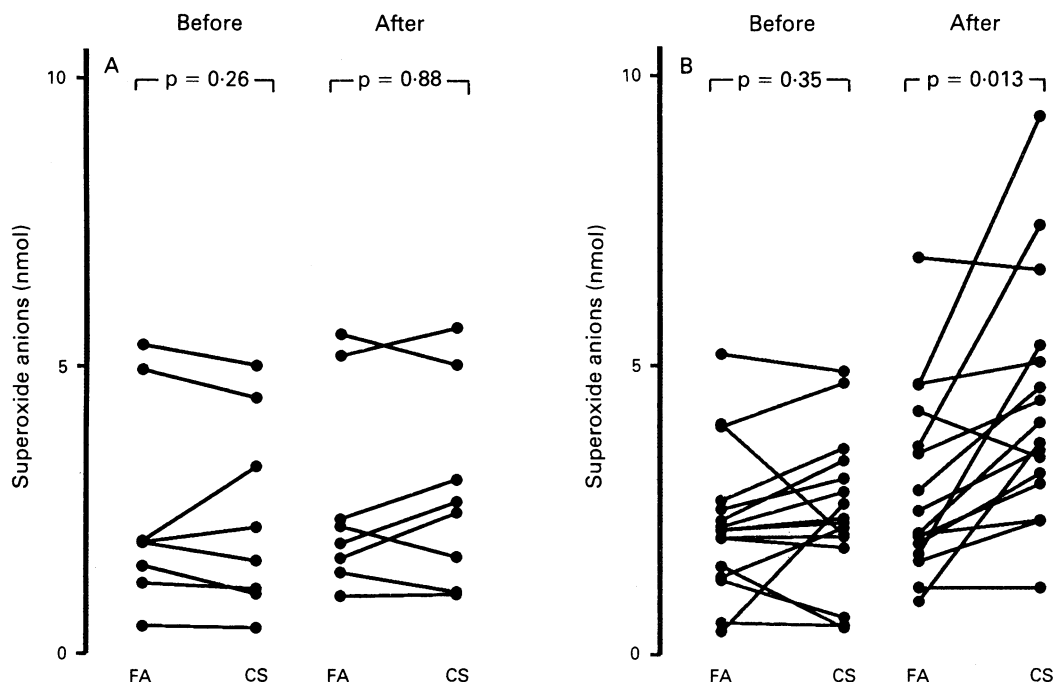 Before After
A
p = 0·26 p = 0·88
Superoxide anions (nmol)
10
5
0
FA CS FA CS
Before After
B
p = 0·35 p = 0·013
Superoxide anions (nmol)
10
5
0
FA CS FA CS